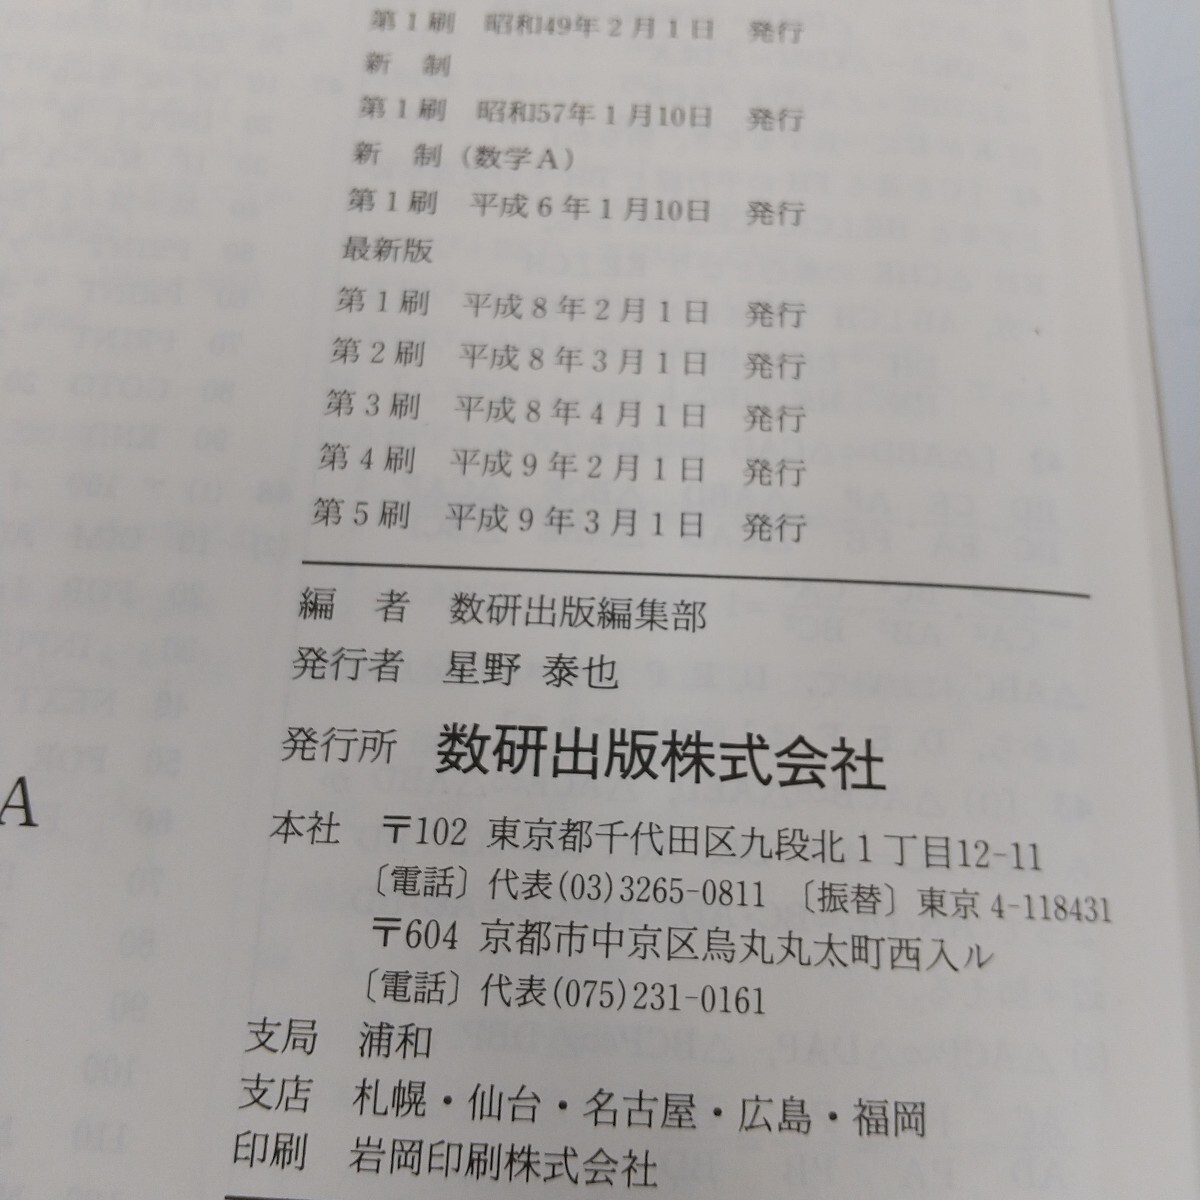 第1刷 昭和49年2月1日 発行
新 制
第1刷 昭和57年1月10日 発行
新 制(数学A)
第1刷 平成6年1月10日 発行
最新版
第1刷 平成8年2月1日 発行
第2刷 平成8年3月1日 発行
第3刷 平成8年4月1日 発行
第4刷 平成9年2月1日 発行
第5刷 平成9年3月1日 発行
編 者 数研出版編集部
発行者 星野 泰也
発行所 数研出版株式会社
A
本社 〒102 東京都千代田区九段北1丁目12-11
〔電話〕代表(03)3265-0811 〔振替〕東京4-118431
〒604 京都市中京区烏丸丸太町西入ル
〔電話〕代表(075)231-0161
支局 浦和
支店 札幌・仙台・名古屋・広島・福岡
印刷 岩岡印刷株式会社